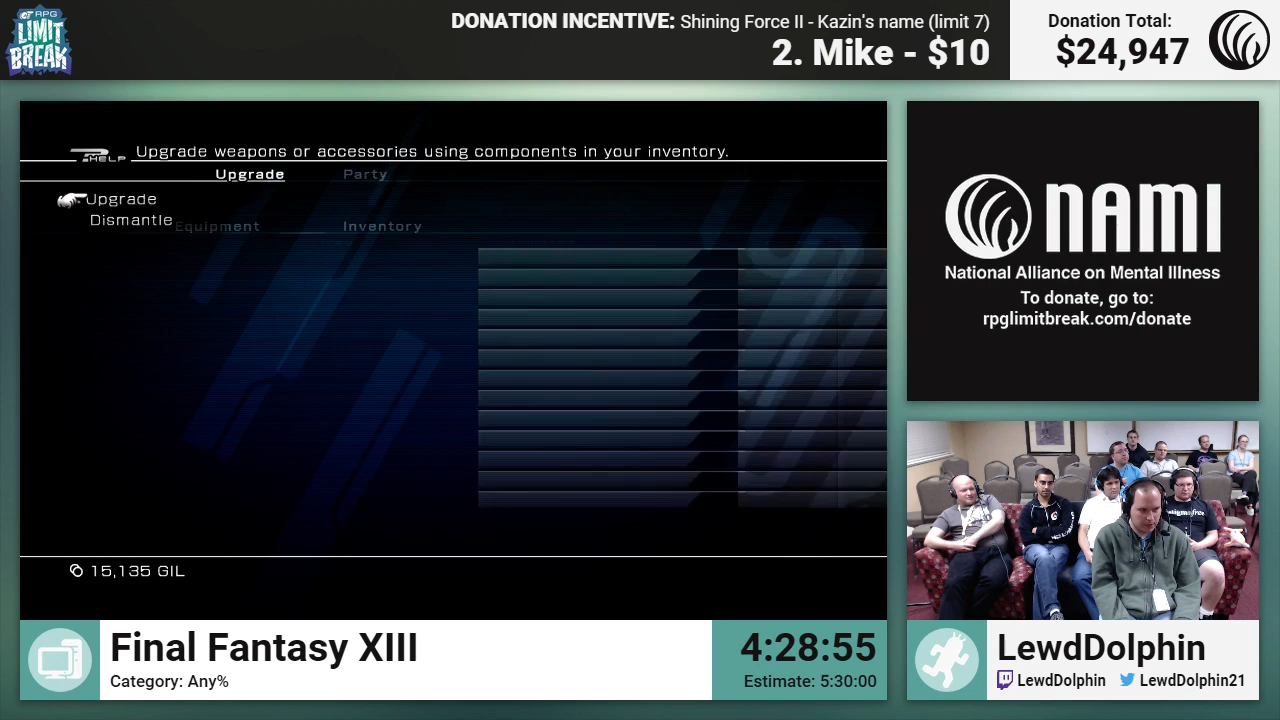 RPG
LIMIT
BREAK
DONATION INCENTIVE: Shining Force II - Kazin's name (limit 7)
2. Mike - $10
Donation Total:
$24,947
HELP Upgrade weapons or accessories using components in your inventory.
Upgrade Party
Upgrade
Dismantle
Equipment Inventory
15,135 GIL
NAMI
National Alliance on Mental Illness
To donate, go to:
rpglimitbreak.com/donate
Final Fantasy XIII
Category: Any%
4:28:55
Estimate: 5:30:00
LewdDolphin
LewdDolphin LewdDolphin21